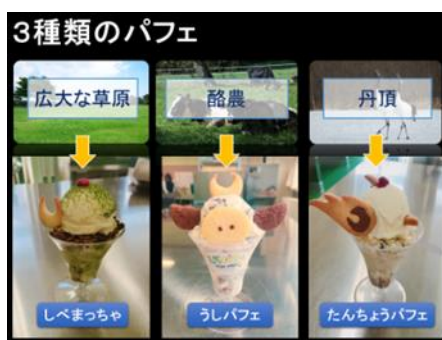 3種類のパフェ
広大な草原
酪農
丹頂
しべまっちゃ
うしパフェ
たんちょうパフェ